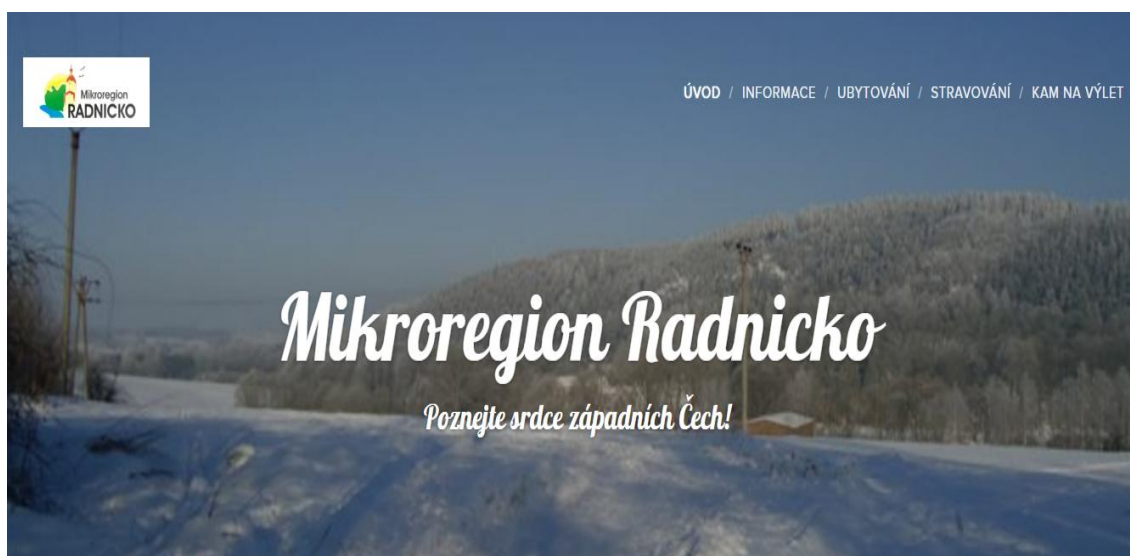 Mikroregion
RADNICKO
ÚVOD / INFORMACE / UBYTOVÁNÍ / STRAVOVÁNÍ / KAM NA VÝLET
Mikroregion Radnicko
Poznejte srdce západních Čech!